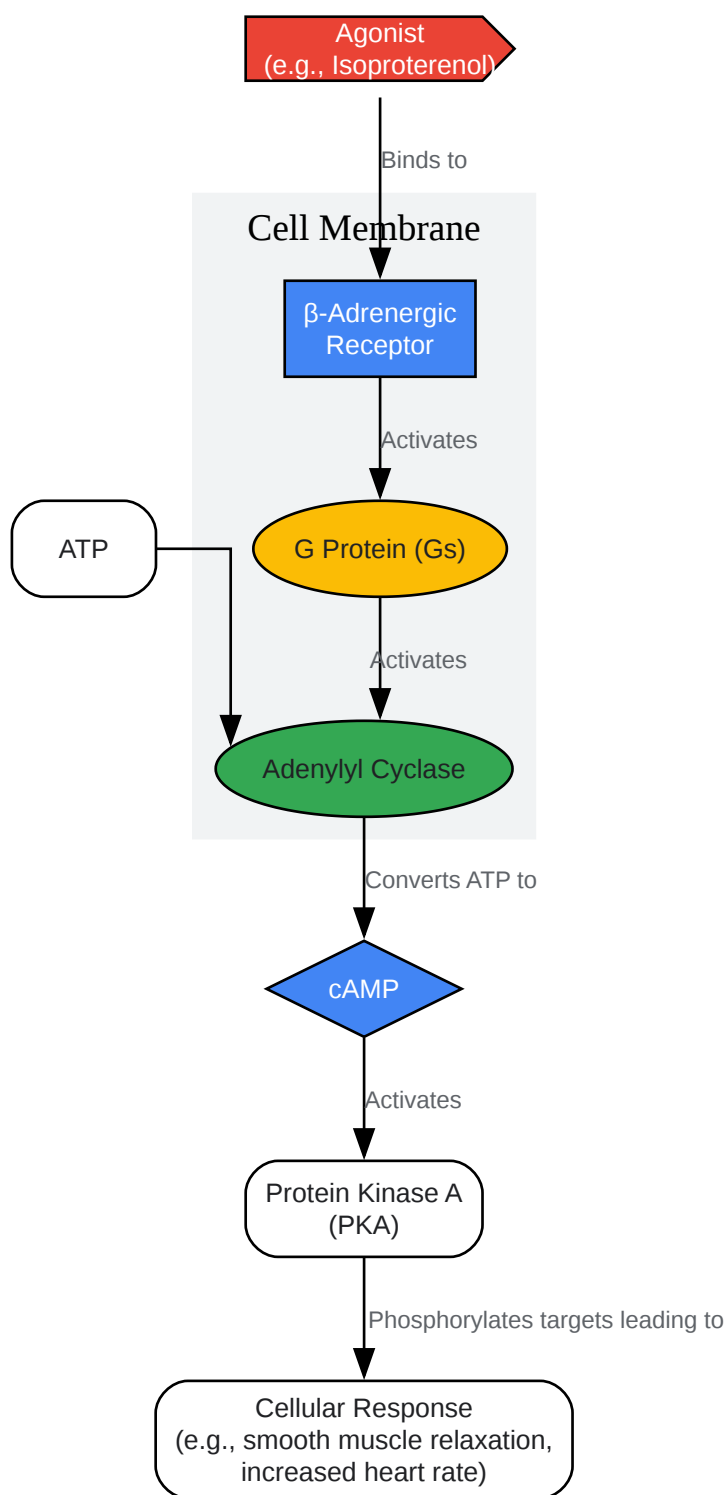 Agonist
(e.g., Isoproterenol)
Binds to
Cell Membrane
β-Adrenergic
Receptor
Activates
ATP
G Protein (Gs)
Activates
Adenylyl Cyclase
Converts ATP to
cAMP
Activates
Protein Kinase A
(PKA)
Phosphorylates targets leading to
Cellular Response
(e.g., smooth muscle relaxation,
increased heart rate)